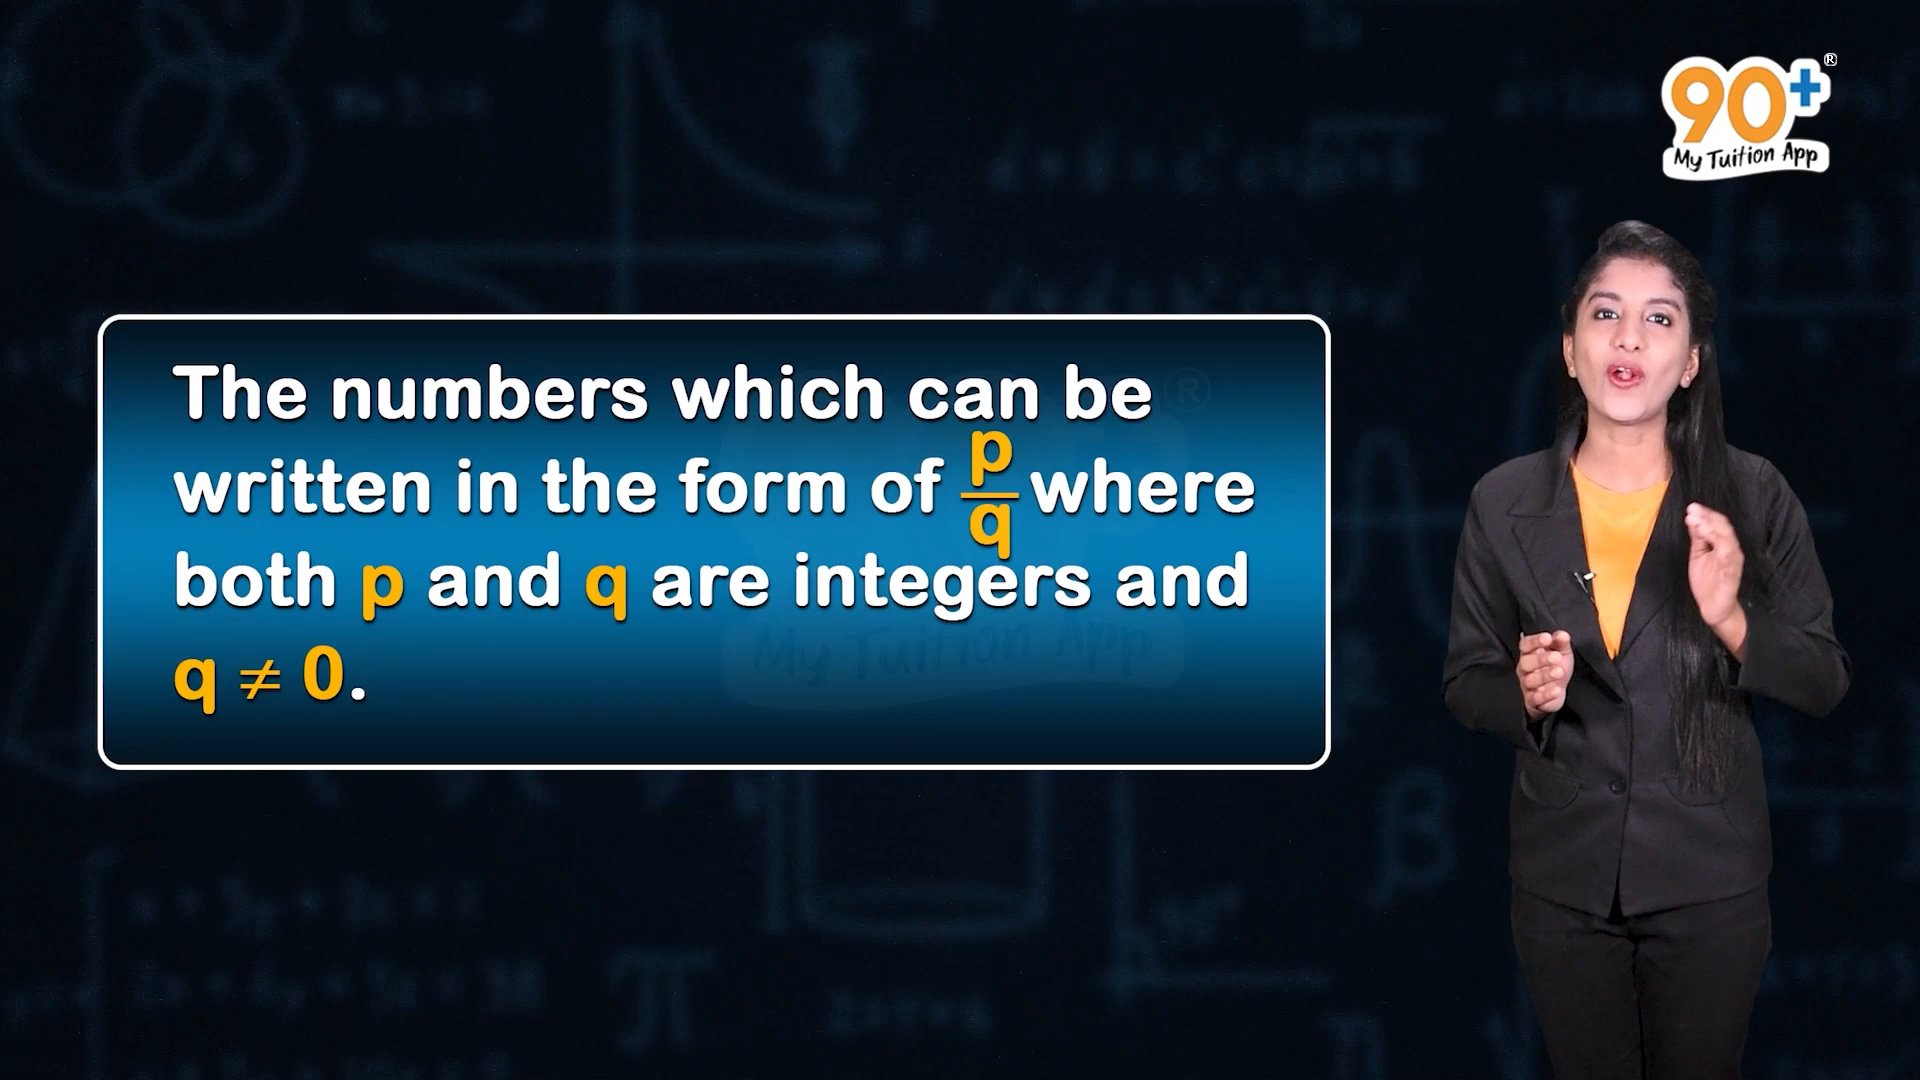 90+ ®
My Tuition App
The numbers which can be
written in the form of p/q where
both p and q are integers and
q ≠ 0.